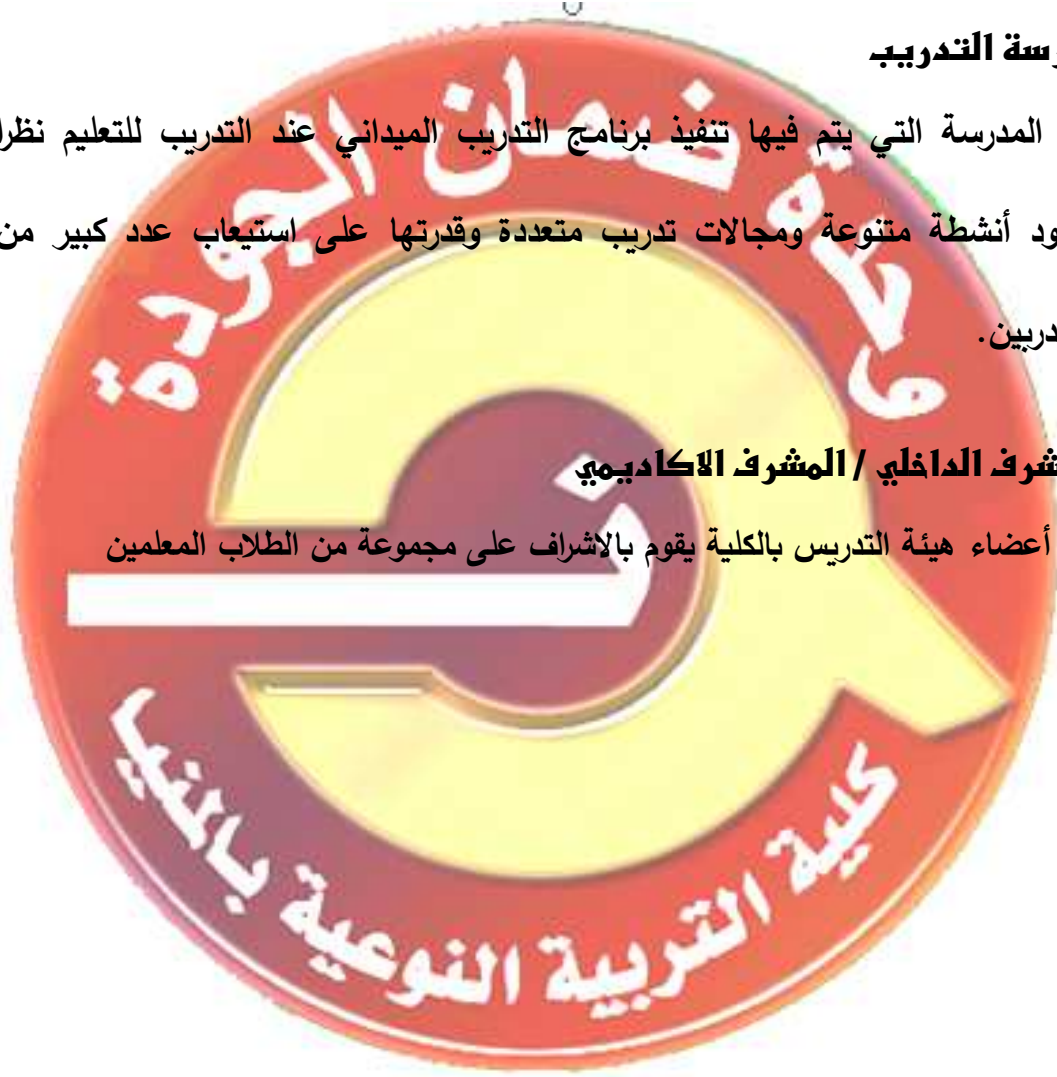 رسة التدريب
المدرسة التي يتم فيها تنفيذ برنامج التدريب الميداني عند التدريب للتعليم نظرا
ود أنشطة متنوعة ومجالات تدريب متعددة وقدرتها على استيعاب عدد كبير من
دربين.
شرف الداخلي / المشرف الاكاديمي
أعضاء هيئة التدريس بالكلية يقوم بالاشراف على مجموعة من الطلاب المعلمين
وحدة ضمان الجودة
كلية التربية النوعية بالمنيا